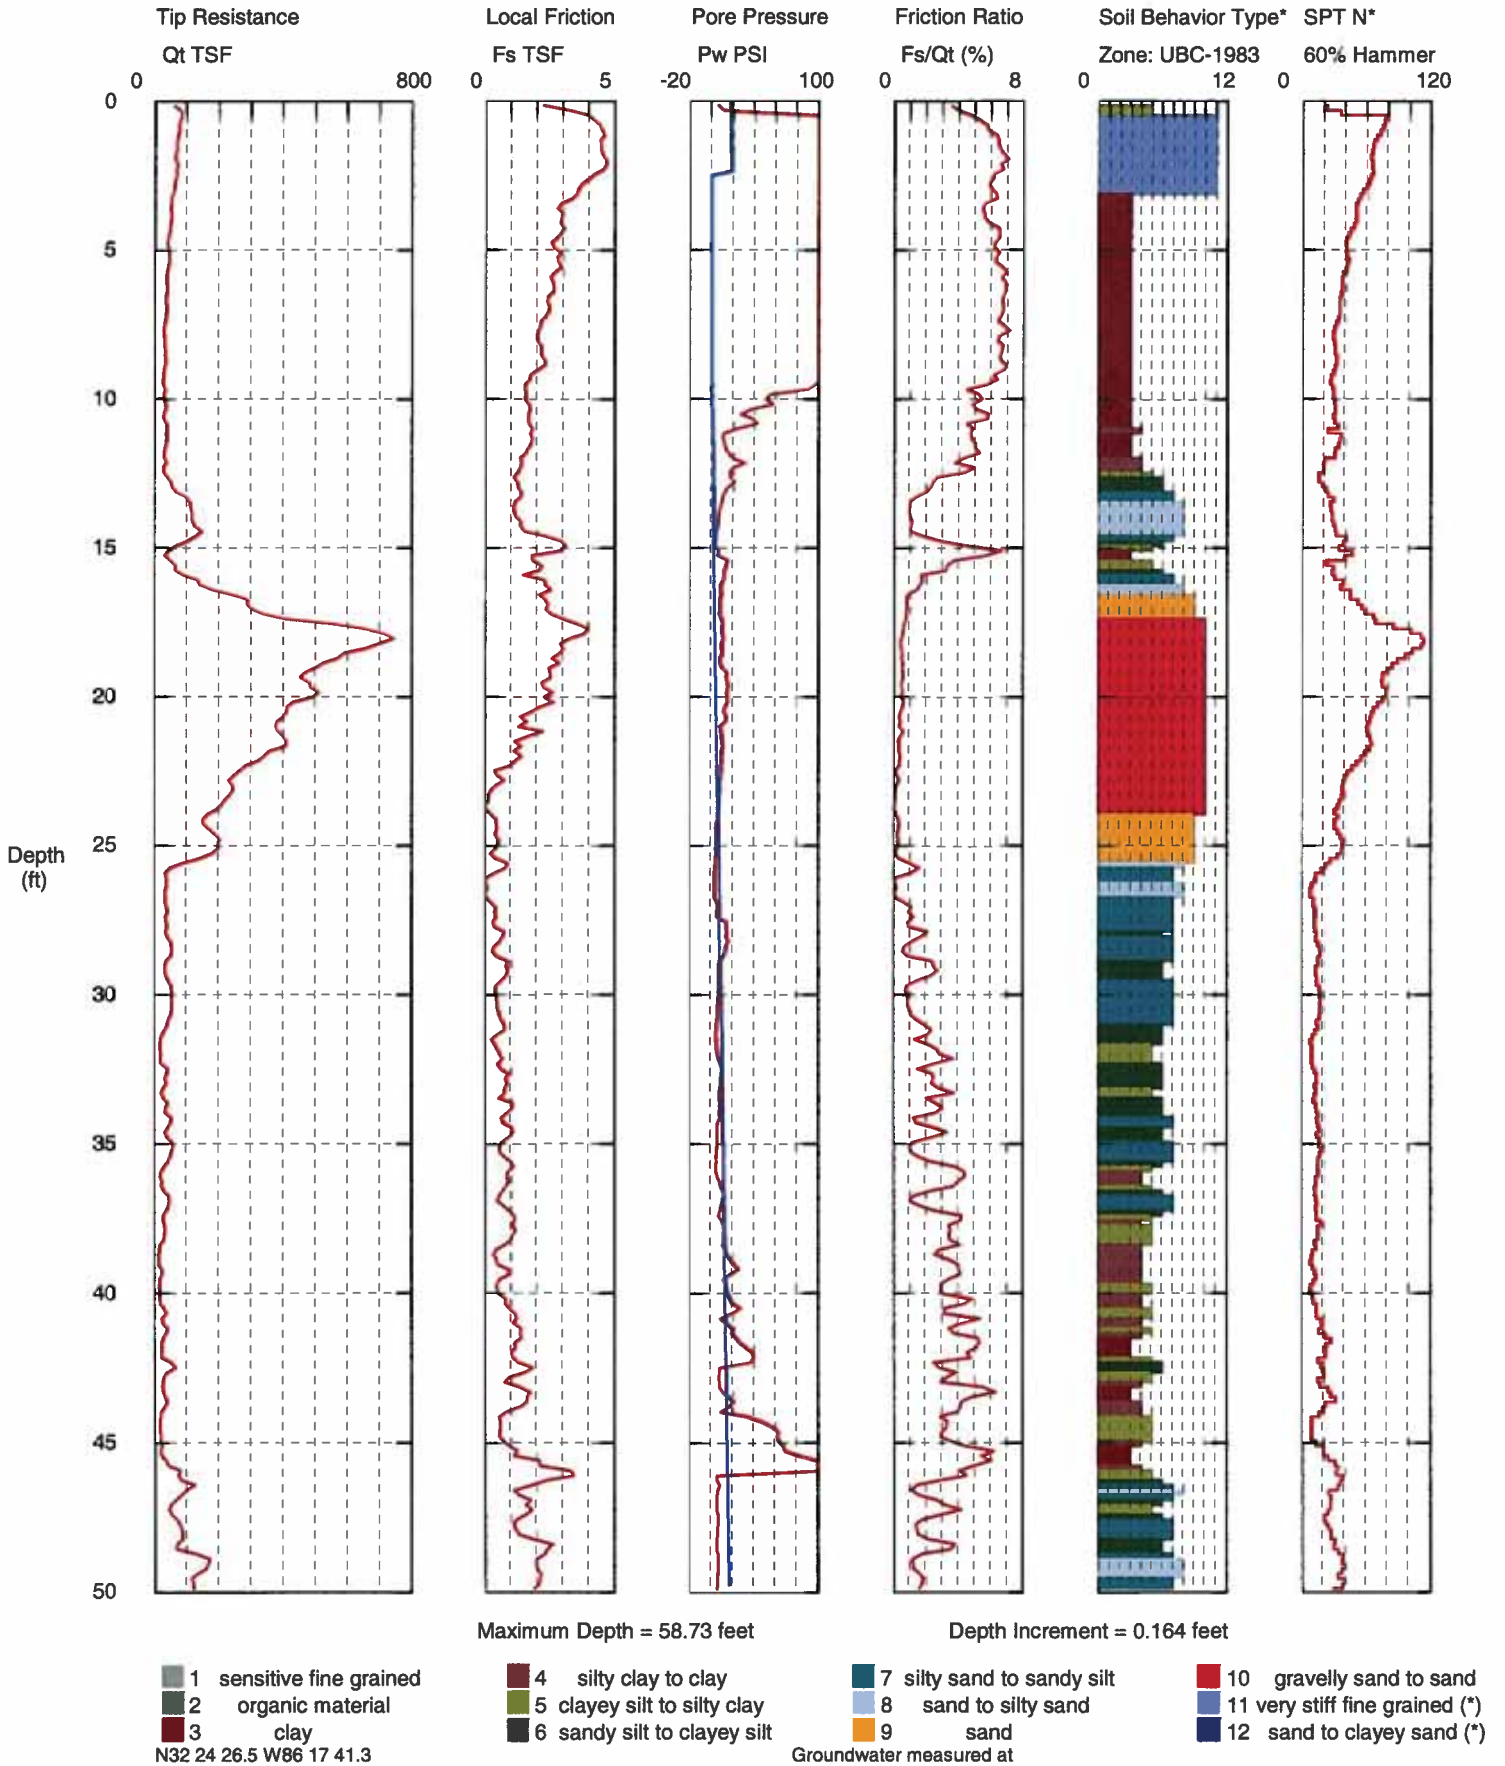 Tip Resistance Local Friction Pore Pressure Friction Ratio Soil Behavior Type* SPT N*
Qt TSF Fs TSF Pw PSI Fs/Qt (%) Zone: UBC-1983 60% Hammer
0 800 0 5 -20 100 0 8 0 12 0 120
0
5
10
15
20
25
Depth
(ft)
30
35
40
45
50
Maximum Depth = 58.73 feet Depth Increment = 0.164 feet
1 sensitive fine grained 4 silty clay to clay 7 silty sand to sandy silt 10 gravelly sand to sand
2 organic material 5 clayey silt to silty clay 8 sand to silty sand 11 very stiff fine grained (*)
3 clay 6 sandy silt to clayey silt 9 sand 12 sand to clayey sand (*)
N32 24 26.5 W86 17 41.3 Groundwater measured at